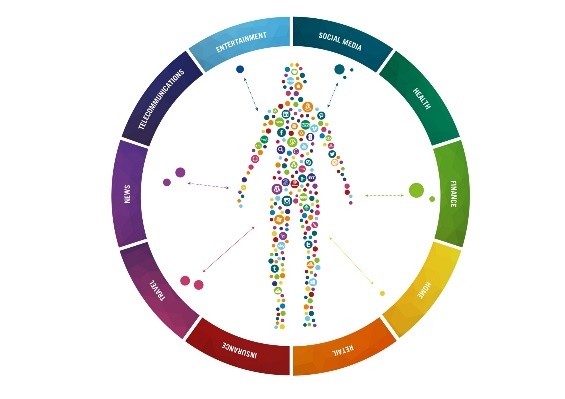 ENTERTAINMENT
SOCIAL MEDIA
HEALTH
FINANCE
HOME
RETAIL
INSURANCE
TRAVEL
NEWS
TELECOMMUNICATIONS